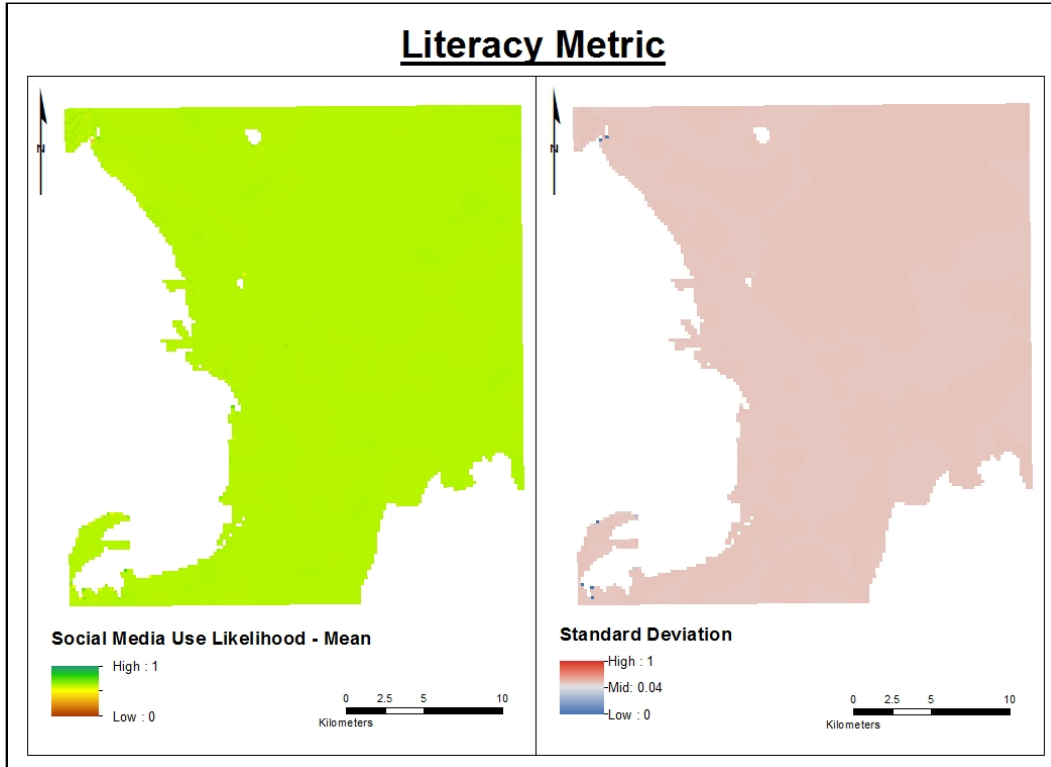 Literacy Metric
N
N
Social Media Use Likelihood - Mean
High : 1
Low : 0
0 2.5 5 10
Kilometers
Standard Deviation
High : 1
Mid: 0.04
Low : 0
0 2.5 5 10
Kilometers